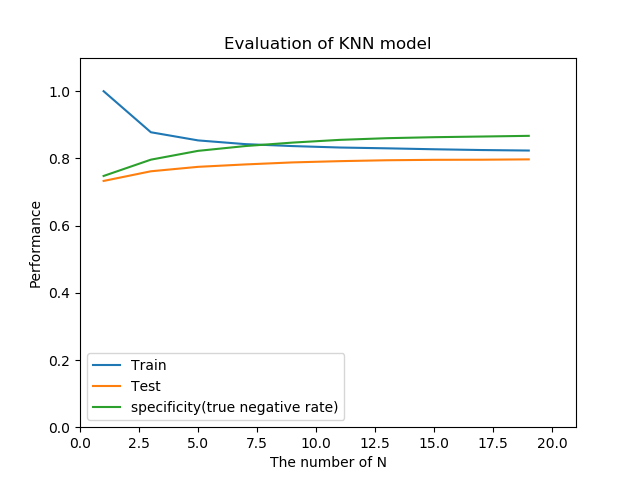 Evaluation of KNN model
Performance
1.0
0.8
0.6
0.4
0.2
0.0
Train
Test
specificity(true negative rate)
0.0 2.5 5.0 7.5 10.0 12.5 15.0 17.5 20.0
The number of N